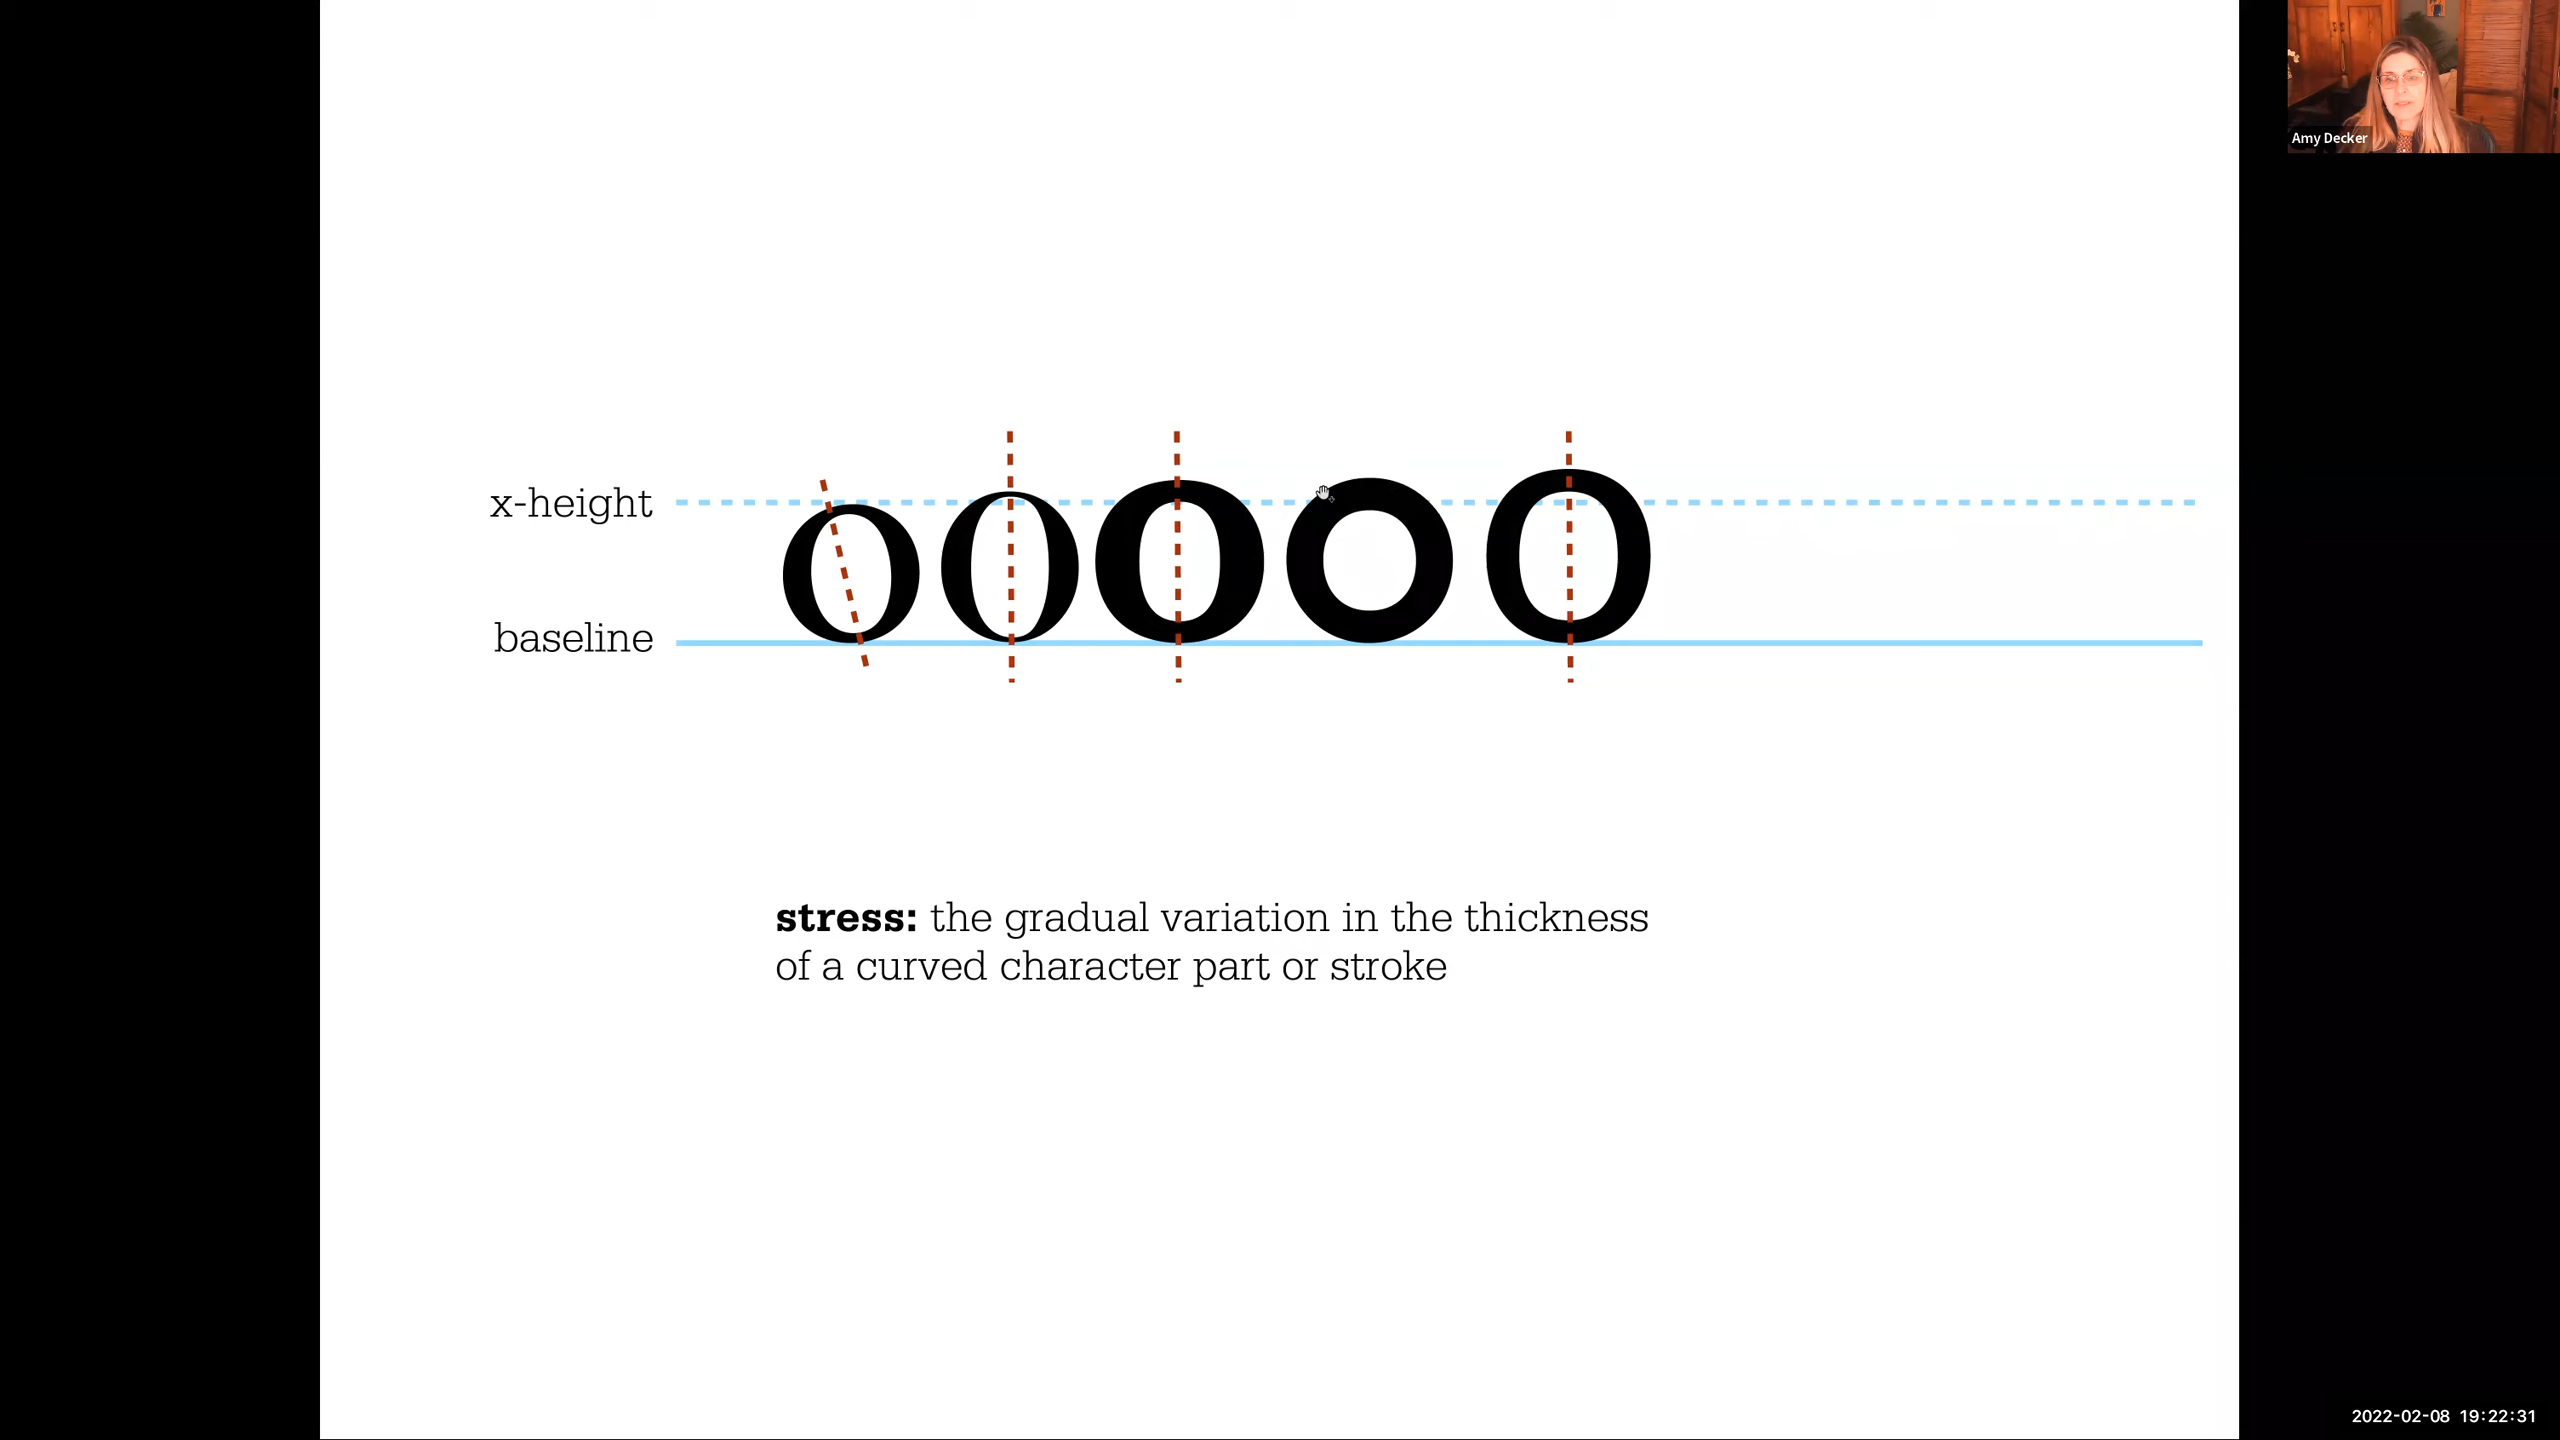 Amy Decker
x-height
baseline
ooooo
stress: the gradual variation in the thickness
of a curved character part or stroke
2022-02-08 19:22:31